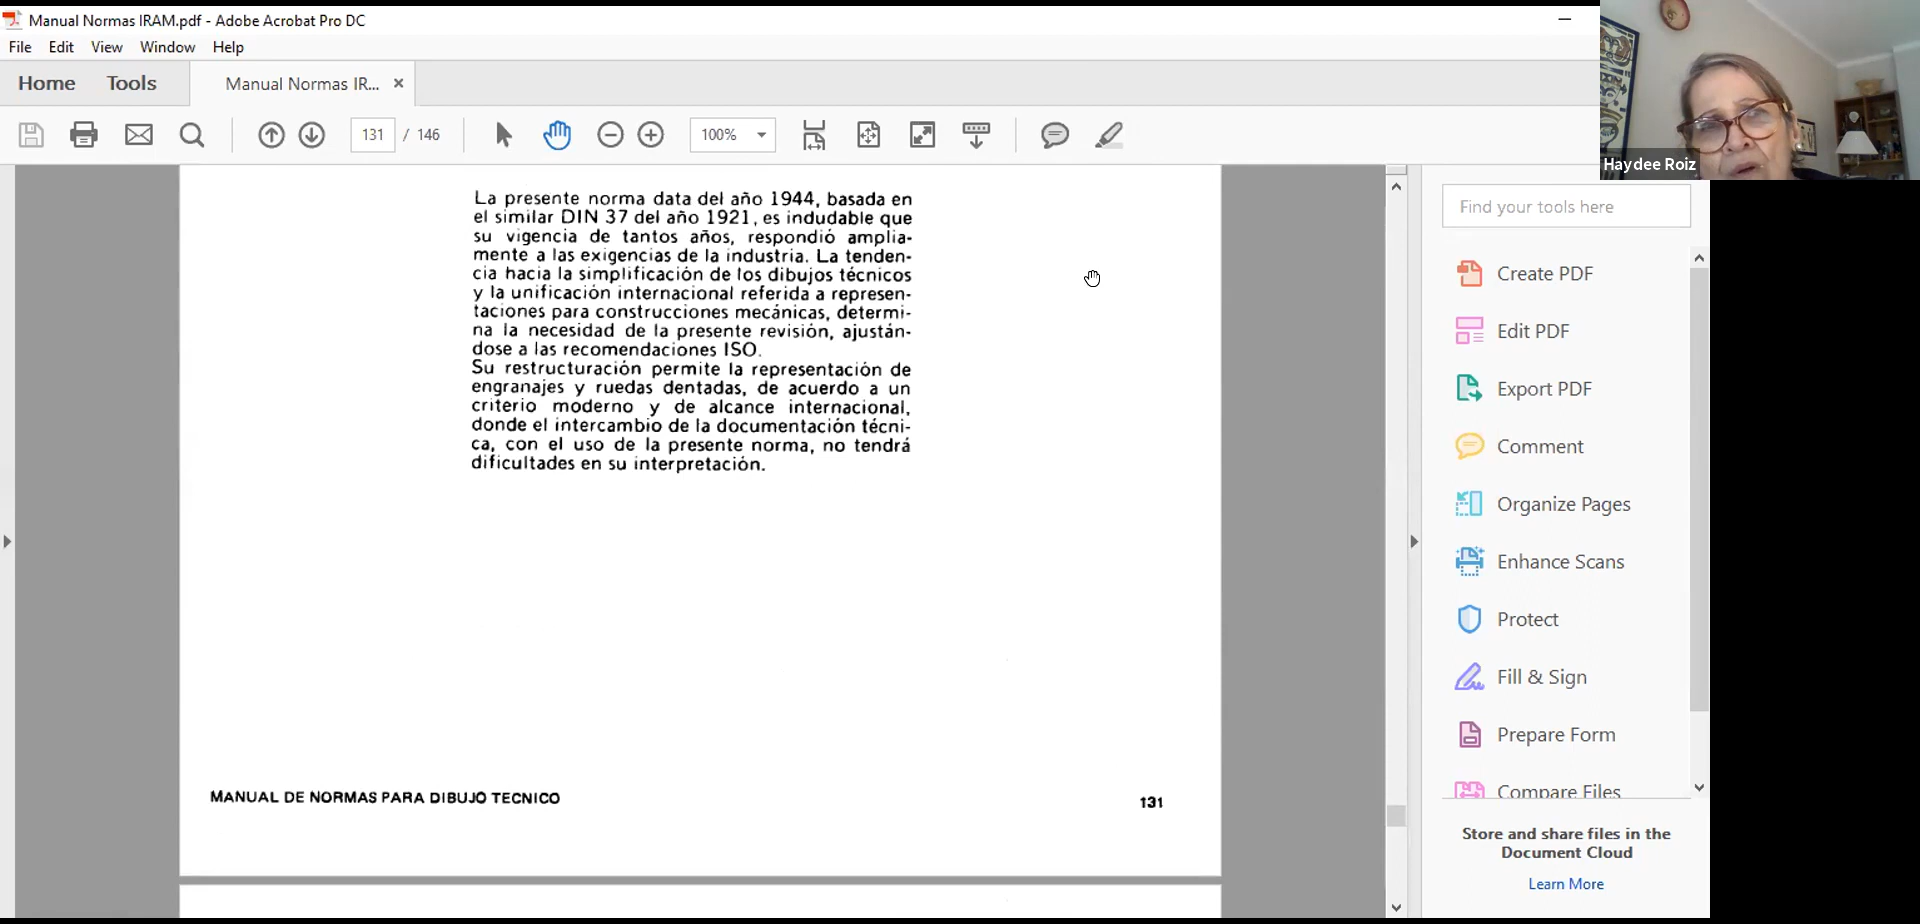 Manual Normas IRAM.pdf - Adobe Acrobat Pro DC
File Edit View Window Help
Home Tools Manual Normas IR... ×
131 / 146 100%
Haydee Roiz
La presente norma data del año 1944, basada en
el similar DIN 37 del año 1921, es indudable que
su vigencia de tantos años, respondió amplia-
mente a las exigencias de la industria. La tenden-
cia hacia la simplificación de los dibujos técnicos
y la unificación internacional referida a represen-
taciones para construcciones mecánicas, determi-
na la necesidad de la presente revisión, ajustán-
dose a las recomendaciones ISO.
Su restructuración permite la representación de
engranajes y ruedas dentadas, de acuerdo a un
criterio moderno y de alcance internacional,
donde el intercambio de la documentación técni-
ca, con el uso de la presente norma, no tendrá
dificultades en su interpretación.
MANUAL DE NORMAS PARA DIBUJO TECNICO 131
Find your tools here
Create PDF
Edit PDF
Export PDF
Comment
Organize Pages
Enhance Scans
Protect
Fill & Sign
Prepare Form
Compare Files
Store and share files in the
Document Cloud
Learn More